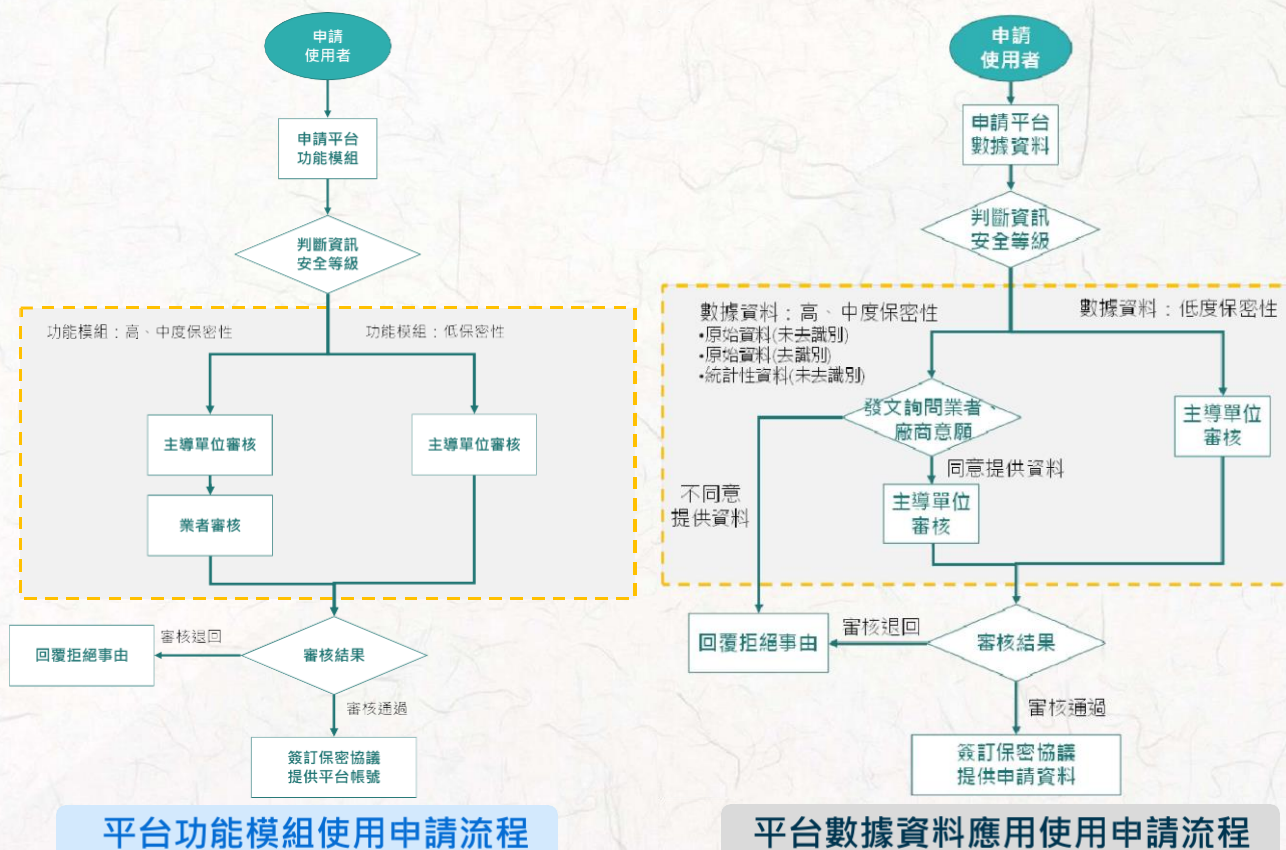 申請
使用者
申請平台
功能模組
判斷資訊
安全等級
功能模組：高、中度保密性
功能模組：低保密性
主導單位審核
主導單位審核
業者審核
審核結果
審核退回
回覆拒絕事由
審核通過
簽訂保密協議
提供平台帳號
平台功能模組使用申請流程
申請
使用者
申請平台
數據資料
判斷資訊
安全等級
數據資料：高、中度保密性
•原始資料(未去識別)
•原始資料(去識別)
•統計性資料(未去識別)
數據資料：低度保密性
發文詢問業者、
廠商意願
主導單位
審核
同意提供資料
不同意
提供資料
主導單位
審核
審核結果
審核退回
回覆拒絕事由
審核通過
簽訂保密協議
提供申請資料
平台數據資料應用使用申請流程